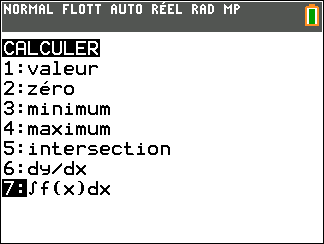 NORMAL FLOTT AUTO RÉEL RAD MP
CALCULER
1:valeur
2:zéro
3:minimum
4:maximum
5:intersection
6:dy/dx
7:∫f(x)dx